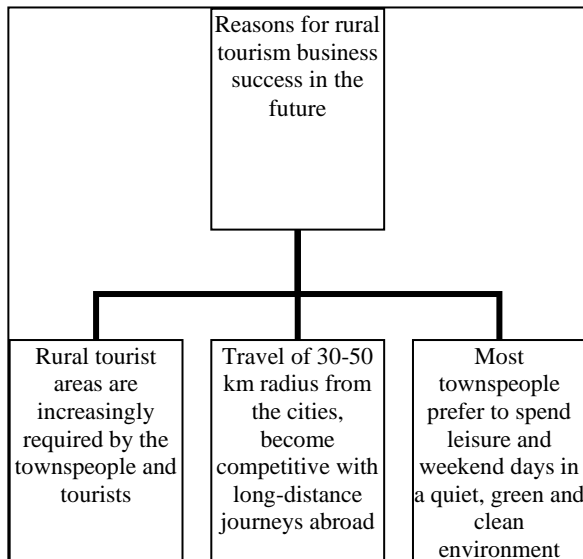 Reasons for rural
tourism business
success in the
future
Rural tourist
areas are
increasingly
required by the
townspeople and
tourists
Travel of 30-50
km radius from
the cities,
become
competitive with
long-distance
journeys abroad
Most
townspeople
prefer to spend
leisure and
weekend days in
a quiet, green and
clean
environment